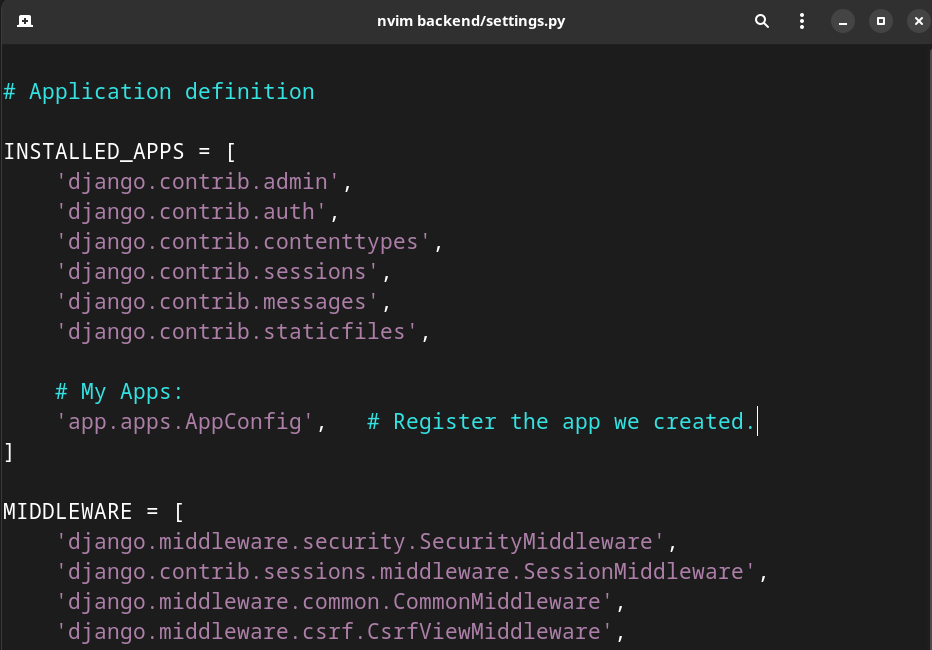 nvim backend/settings.py
# Application definition
INSTALLED_APPS = [
    'django.contrib.admin',
    'django.contrib.auth',
    'django.contrib.contenttypes',
    'django.contrib.sessions',
    'django.contrib.messages',
    'django.contrib.staticfiles',
    # My Apps:
    'app.apps.AppConfig',   # Register the app we created.
]
MIDDLEWARE = [
    'django.middleware.security.SecurityMiddleware',
    'django.contrib.sessions.middleware.SessionMiddleware',
    'django.middleware.common.CommonMiddleware',
    'django.middleware.csrf.CsrfViewMiddleware',